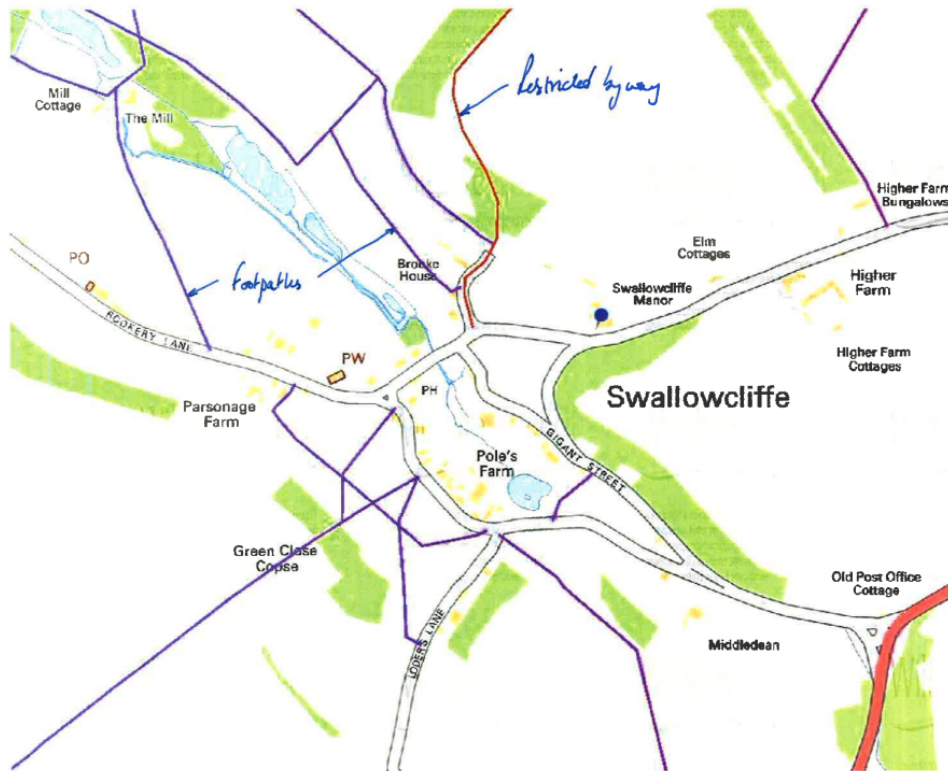 Restricted byway
Mill
Cottage
The Mill
Higher Farm
Bungalows
Elm
Cottages
PO
Footpaths
Brooke
House
Swallowcliffe
Manor
Higher
Farm
ROOKERY LANE
PW
Higher Farm
Cottages
PH
Swallowcliffe
Parsonage
Farm
GIGANT STREET
Pole's
Farm
Green Close
Copse
Old Post Office
Cottage
LODERS LANE
Middledean